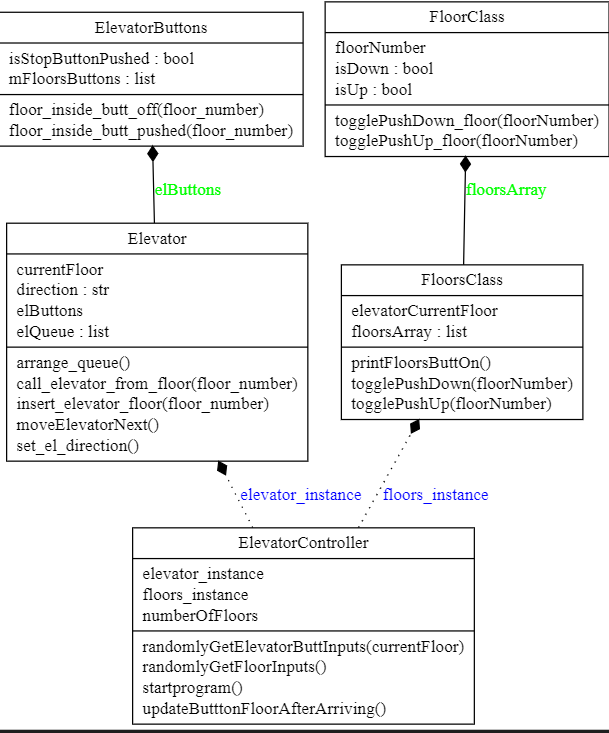 ElevatorButtons
isStopButtonPushed : bool
mFloorsButtons : list
floor_inside_butt_off(floor_number)
floor_inside_butt_pushed(floor_number)
FloorClass
floorNumber
isDown : bool
isUp : bool
togglePushDown_floor(floorNumber)
togglePushUp_floor(floorNumber)
elButtons
floorsArray
Elevator
currentFloor
direction : str
elButtons
elQueue : list
arrange_queue()
call_elevator_from_floor(floor_number)
insert_elevator_floor(floor_number)
moveElevatorNext()
set_el_direction()
FloorsClass
elevatorCurrentFloor
floorsArray : list
printFloorsButtOn()
togglePushDown(floorNumber)
togglePushUp(floorNumber)
elevator_instance
floors_instance
ElevatorController
elevator_instance
floors_instance
numberOfFloors
randomlyGetElevatorButtInputs(currentFloor)
randomlyGetFloorInputs()
startprogram()
updateButttonFloorAfterArriving()